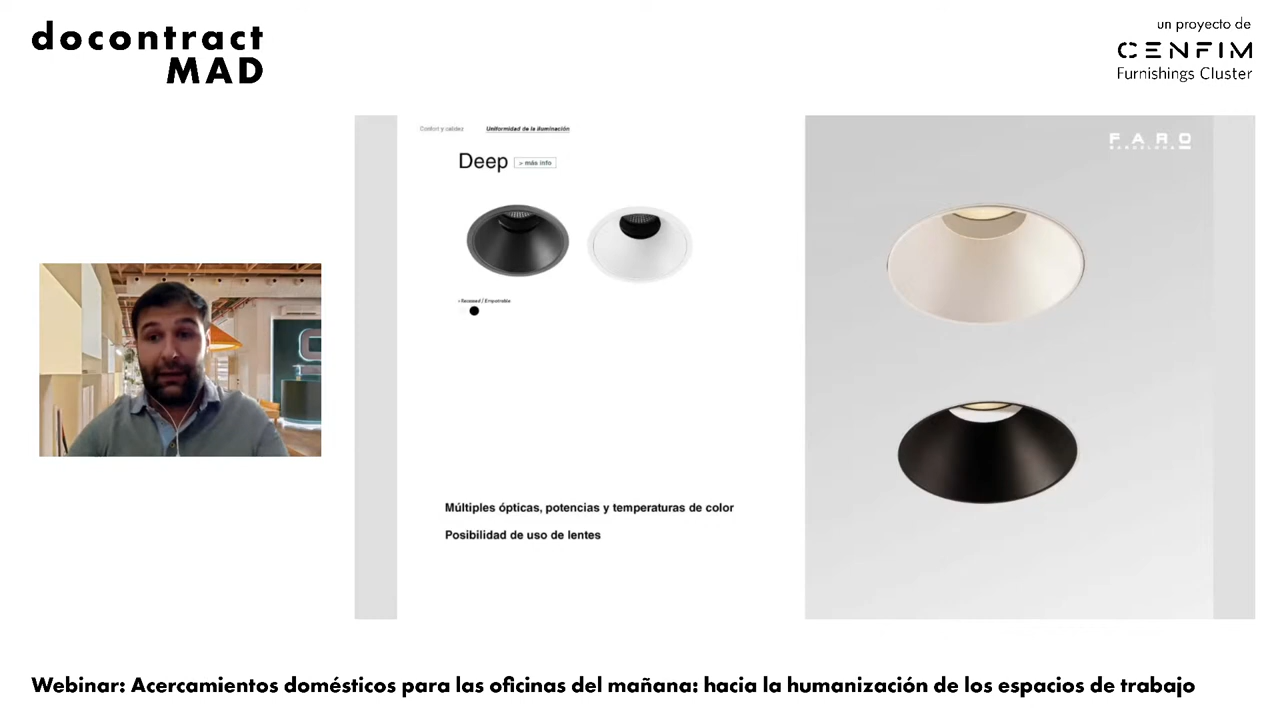 docontract
MAD
un proyecto de
CENFIM
Furnishings Cluster
Confort y calidez
Uniformidad de la iluminación
Deep
> más info
› Recessed / Empotrable
Múltiples ópticas, potencias y temperaturas de color
Posibilidad de uso de lentes
FARO
BARCELONA
Webinar: Acercamientos domésticos para las oficinas del mañana: hacia la humanización de los espacios de trabajo